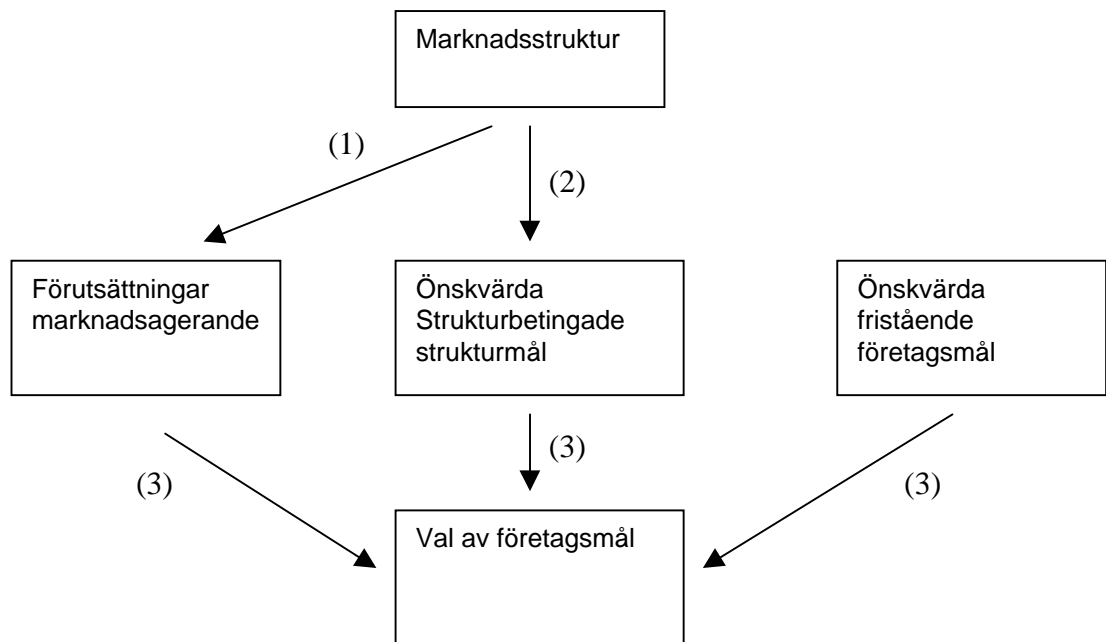 Marknadsstruktur
(1)
(2)
Förutsättningar
marknadsagerande
Önskvärda
Strukturbetingade
strukturmål
Önskvärda
fristående
företagsmål
(3)
(3)
(3)
Val av företagsmål